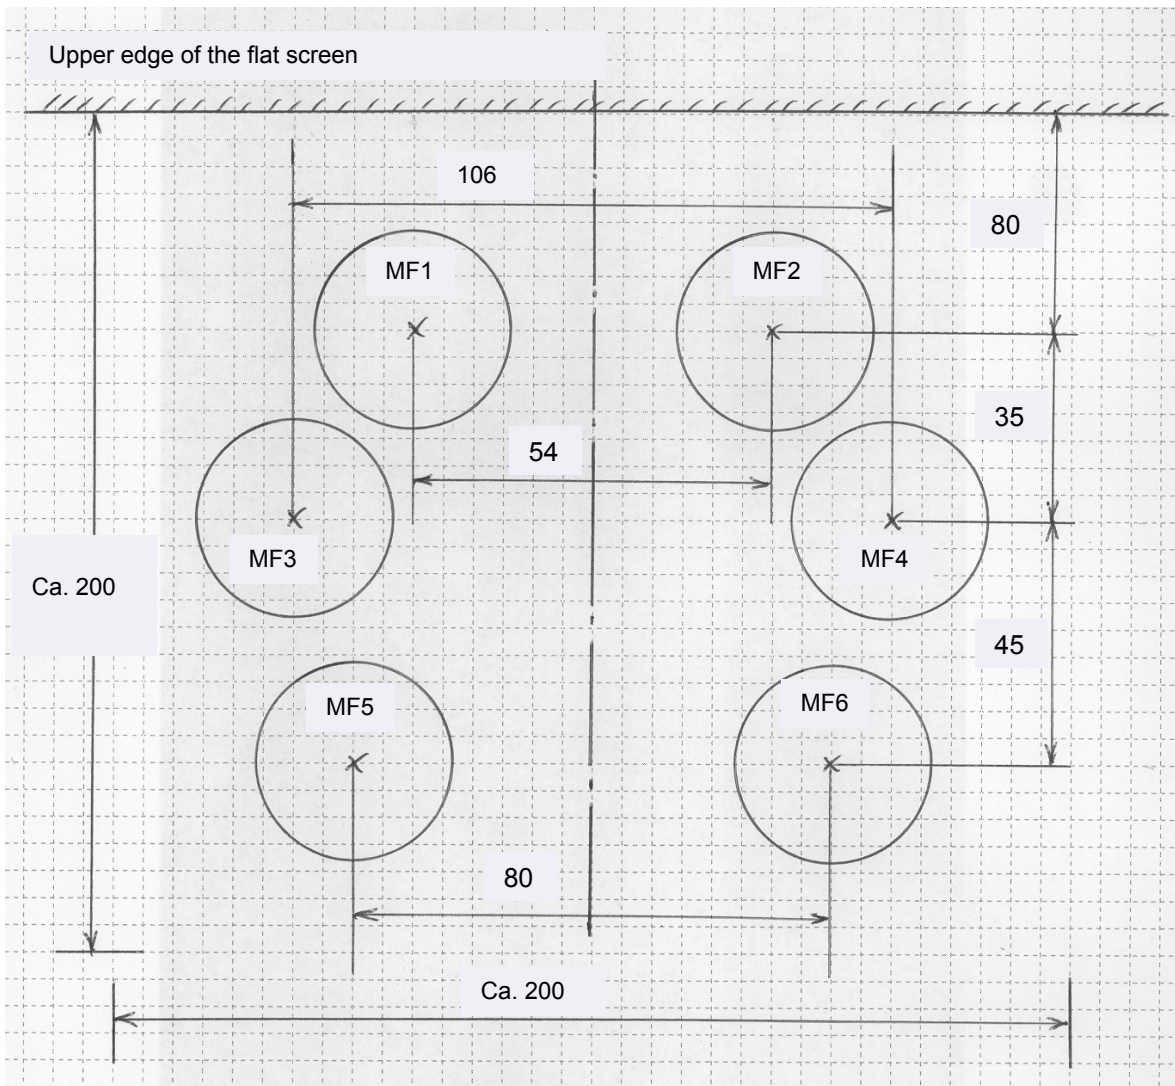 Upper edge of the flat screen
106
80
MF1
MF2
35
54
MF3
MF4
Ca. 200
45
MF5
MF6
80
Ca. 200